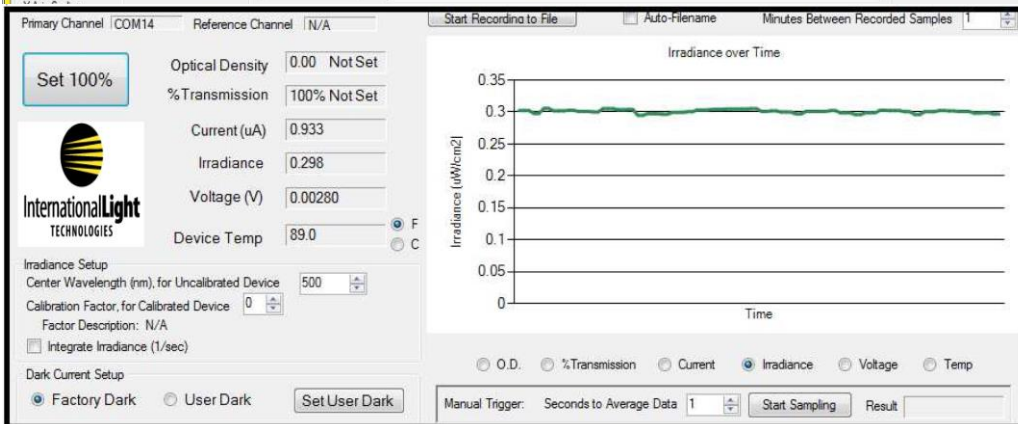 Primary Channel COM14 Reference Channel N/A
Start Recording to File Auto-Filename Minutes Between Recorded Samples 1
Set 100%
Optical Density 0.00 Not Set
%Transmission 100% Not Set
Current (uA) 0.933
Irradiance 0.298
Voltage (V) 0.00280
Device Temp 89.0 F
C
InternationalLight
TECHNOLOGIES
Irradiance Setup
Center Wavelength (nm), for Uncalibrated Device 500
Calibration Factor, for Calibrated Device 0
Factor Description: N/A
Integrate Irradiance (1/sec)
Dark Current Setup
Factory Dark User Dark Set User Dark
Irradiance over Time
Irradiance (uW/cm2)
0.35
0.3
0.25
0.2
0.15
0.1
0.05
0
Time
O.D. %Transmission Current Irradiance Voltage Temp
Manual Trigger: Seconds to Average Data 1 Start Sampling Result